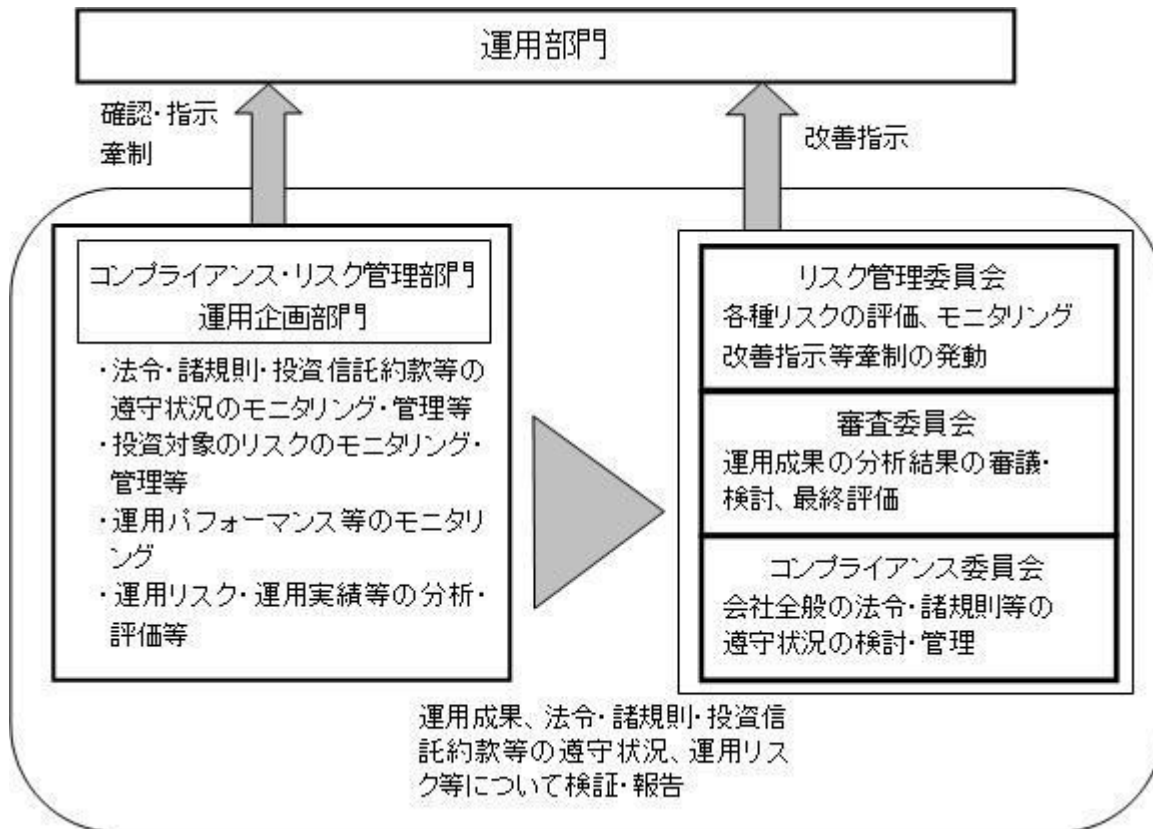 運用部門
確認・指示
牽制
改善指示
コンプライアンス・リスク管理部門
運用企画部門
・法令・諸規則・投資信託約款等の
遵守状況のモニタリング・管理等
・投資対象のリスクのモニタリング・
管理等
・運用パフォーマンス等のモニタリ
ング
・運用リスク・運用実績等の分析・
評価等
リスク管理委員会
各種リスクの評価、モニタリング
改善指示等牽制の発動
審査委員会
運用成果の分析結果の審議・
検討、最終評価
コンプライアンス委員会
会社全般の法令・諸規則等の
遵守状況の検討・管理
運用成果、法令・諸規則・投資信
託約款等の遵守状況、運用リス
ク等について検証・報告